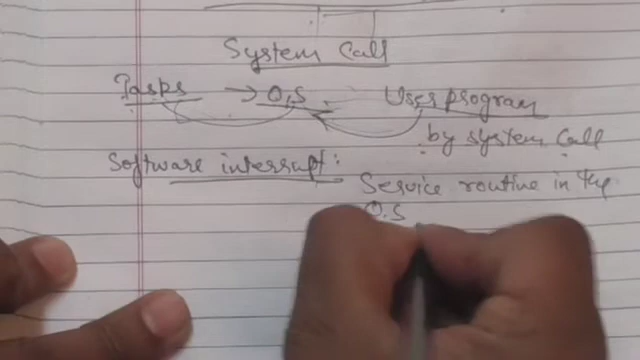 System Call
Tasks → O.S User program
by system call
Software interrupt:
Service routine in the
O.S